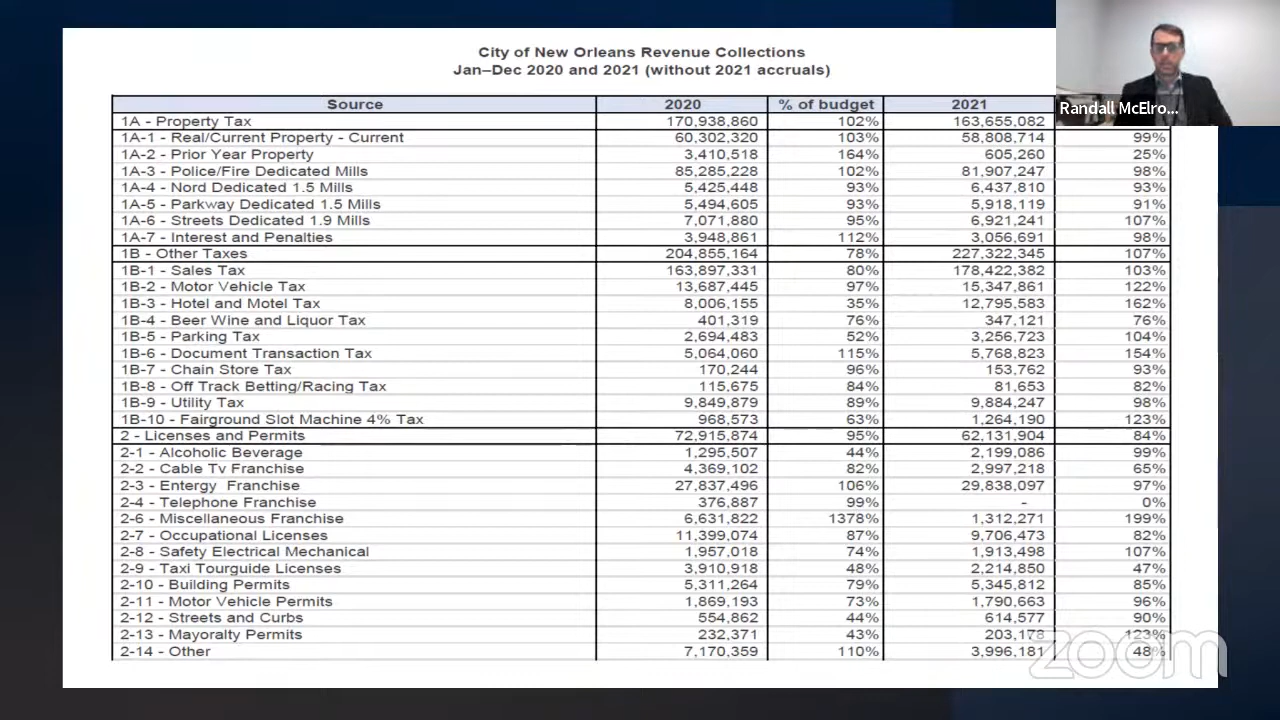 City of New Orleans Revenue Collections
Jan–Dec 2020 and 2021 (without 2021 accruals)
Randall McElro...
Source 2020 % of budget 2021
1A - Property Tax 170,938,860 102% 163,655,082
1A-1 - Real/Current Property - Current 60,302,320 103% 58,808,714 99%
1A-2 - Prior Year Property 3,410,518 164% 605,260 25%
1A-3 - Police/Fire Dedicated Mills 85,285,228 102% 81,907,247 98%
1A-4 - Nord Dedicated 1.5 Mills 5,425,448 93% 6,437,810 93%
1A-5 - Parkway Dedicated 1.5 Mills 5,494,605 93% 5,918,119 91%
1A-6 - Streets Dedicated 1.9 Mills 7,071,880 95% 6,921,241 107%
1A-7 - Interest and Penalties 3,948,861 112% 3,056,691 98%
1B - Other Taxes 204,855,164 78% 227,322,345 107%
1B-1 - Sales Tax 163,897,331 80% 178,422,382 103%
1B-2 - Motor Vehicle Tax 13,687,445 97% 15,347,861 122%
1B-3 - Hotel and Motel Tax 8,006,155 35% 12,795,583 162%
1B-4 - Beer Wine and Liquor Tax 401,319 76% 347,121 76%
1B-5 - Parking Tax 2,694,483 52% 3,256,723 104%
1B-6 - Document Transaction Tax 5,064,060 115% 5,768,823 154%
1B-7 - Chain Store Tax 170,244 96% 153,762 93%
1B-8 - Off Track Betting/Racing Tax 115,675 84% 81,653 82%
1B-9 - Utility Tax 9,849,879 89% 9,884,247 98%
1B-10 - Fairground Slot Machine 4% Tax 968,573 63% 1,264,190 123%
2 - Licenses and Permits 72,915,874 95% 62,131,904 84%
2-1 - Alcoholic Beverage 1,295,507 44% 2,199,086 99%
2-2 - Cable Tv Franchise 4,369,102 82% 2,997,218 65%
2-3 - Entergy Franchise 27,837,496 106% 29,838,097 97%
2-4 - Telephone Franchise 376,887 99% - 0%
2-6 - Miscellaneous Franchise 6,631,822 1378% 1,312,271 199%
2-7 - Occupational Licenses 11,399,074 87% 9,706,473 82%
2-8 - Safety Electrical Mechanical 1,957,018 74% 1,913,498 107%
2-9 - Taxi Tourguide Licenses 3,910,918 48% 2,214,850 47%
2-10 - Building Permits 5,311,264 79% 5,345,812 85%
2-11 - Motor Vehicle Permits 1,869,193 73% 1,790,663 96%
2-12 - Streets and Curbs 554,862 44% 614,577 90%
2-13 - Mayoralty Permits 232,371 43% 203,178 123%
2-14 - Other 7,170,359 110% 3,996,181 48%
zoom